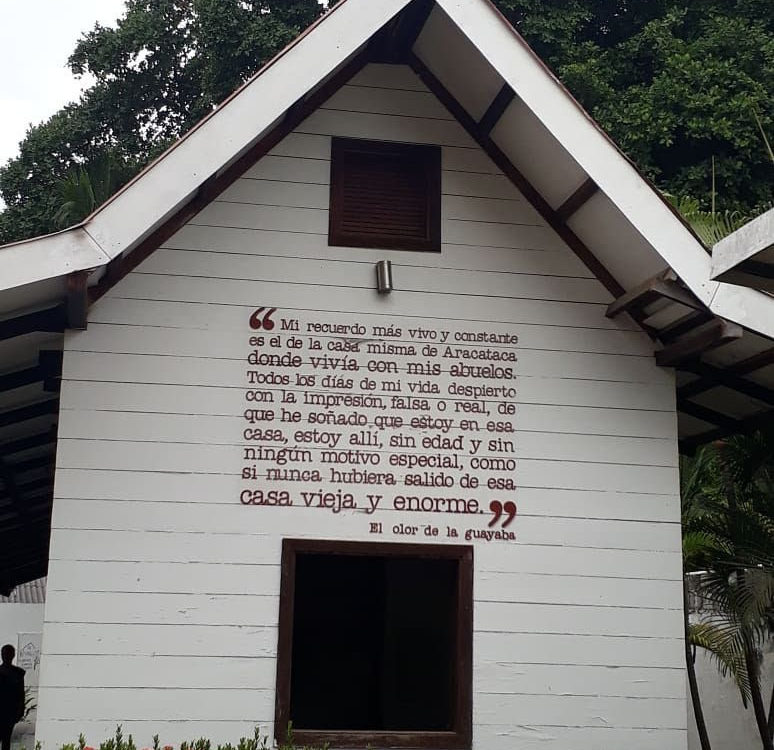 “ Mi recuerdo más vivo y constante
es el de la casa misma de Aracataca
donde vivía con mis abuelos.
Todos los días de mi vida despierto
con la impresión, falsa o real, de
que he soñado que estoy en esa
casa, estoy allí, sin edad y sin
ningún motivo especial, como
si nunca hubiera salido de esa
casa vieja y enorme. ”
El olor de la guayaba